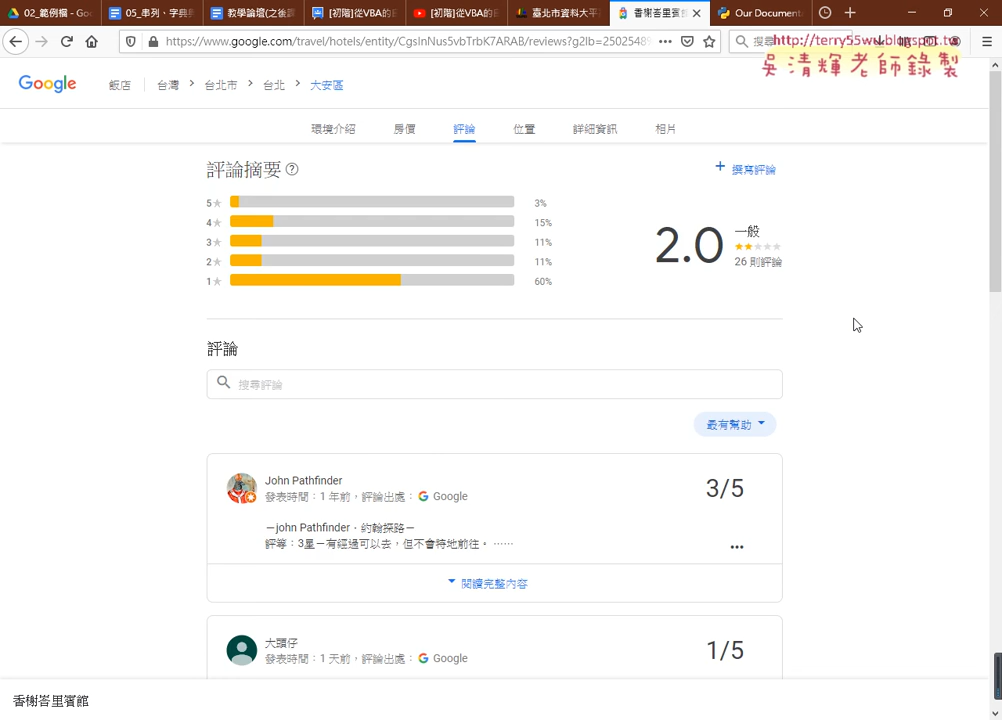 02_範例檔 - Goo
05_串列、字典與
教學論壇(之後課
[初階]從VBA的自
[初階]從VBA的自
臺北市資料大平
香榭峇里賓館
Our Documenta
https://www.google.com/travel/hotels/entity/CgsInNus5vbTrbK7ARAB/reviews?g2lb=2502548
搜尋
http://terry55wu.blogspot.tw
吳清輝老師錄製
Google
飯店
台灣 > 台北市 > 台北 > 大安區
環境介紹 房價 評論 位置 詳細資訊 相片
評論摘要
撰寫評論
5★ 3%
4★ 15%
3★ 11%
2★ 11%
1★ 60%
2.0
一般
26 則評論
評論
搜尋評論
最有幫助
John Pathfinder
發表時間：1 年前，評論出處： Google
3/5
－john Pathfinder．約翰探路－
評等：3星－有經過可以去，但不會特地前往。 ……
閱讀完整內容
大頭仔
發表時間：1 天前，評論出處： Google
1/5
香榭峇里賓館